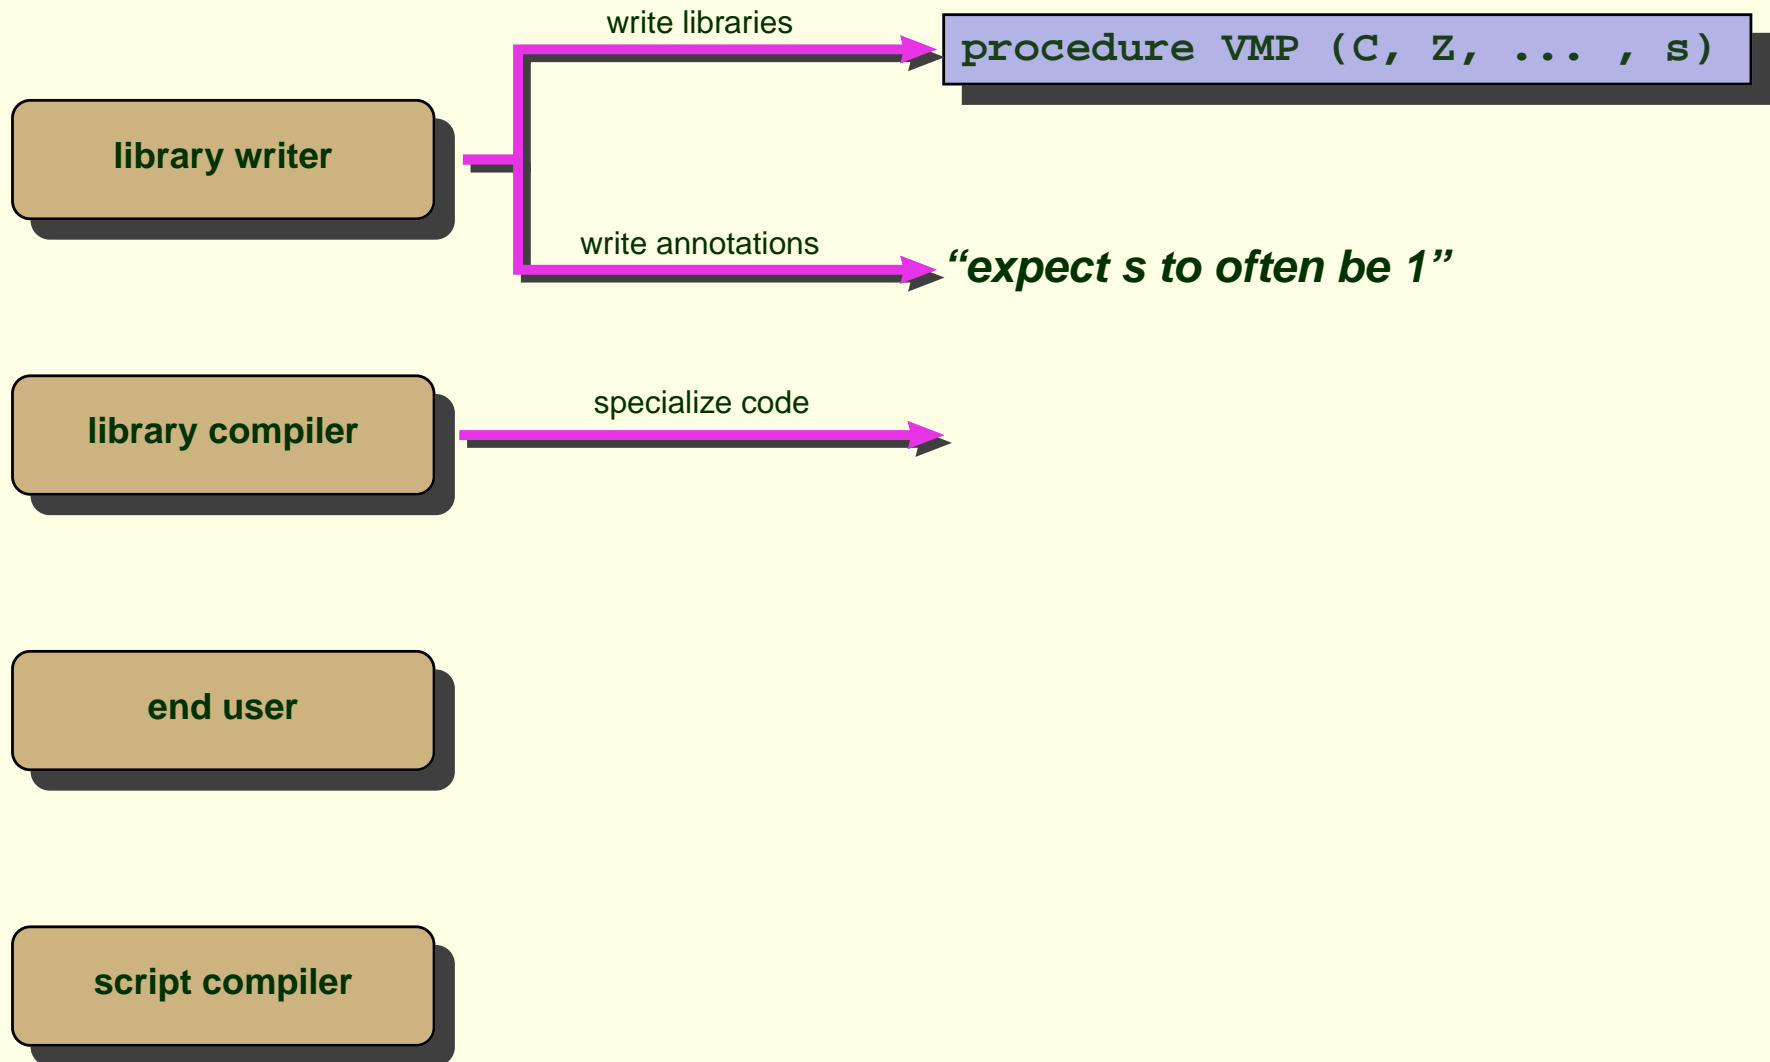 write libraries
procedure VMP (C, Z, ... , s)
library writer
write annotations
“expect s to often be 1”
specialize code
library compiler
end user
script compiler